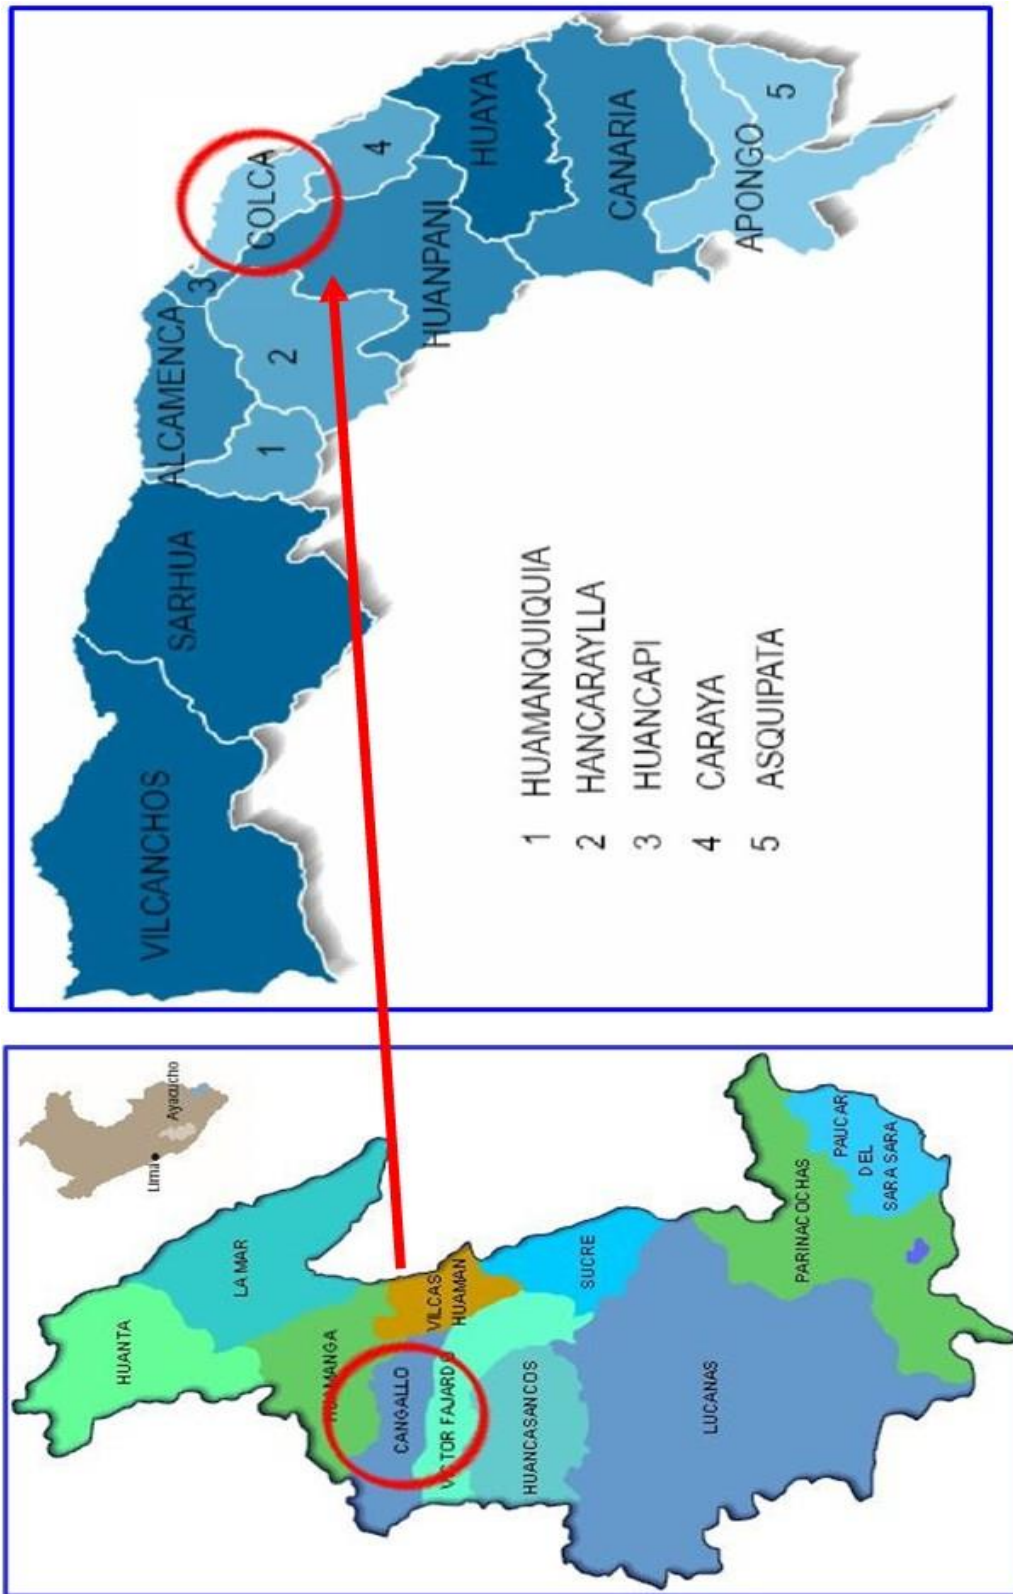 HUANTA
Lima
Ayacucho
LA MAR
HUAMANGA
CANGALLO
VILCAS
HUAMAN
VICTOR FAJARDO
HUANCASANCOS
SUCRE
LUCANAS
PARINACOCHAS
PAUCAR
DEL
SARA SARA
VILCANCHOS
SARHUA
ALCAMENCA
3
COLCA
1
2
4
HUANPANI
HUAYA
CANARIA
APONGO
5
1 HUAMANQUIQUIA
2 HANCARAYLLA
3 HUANCAPI
4 CARAYA
5 ASQUIPATA